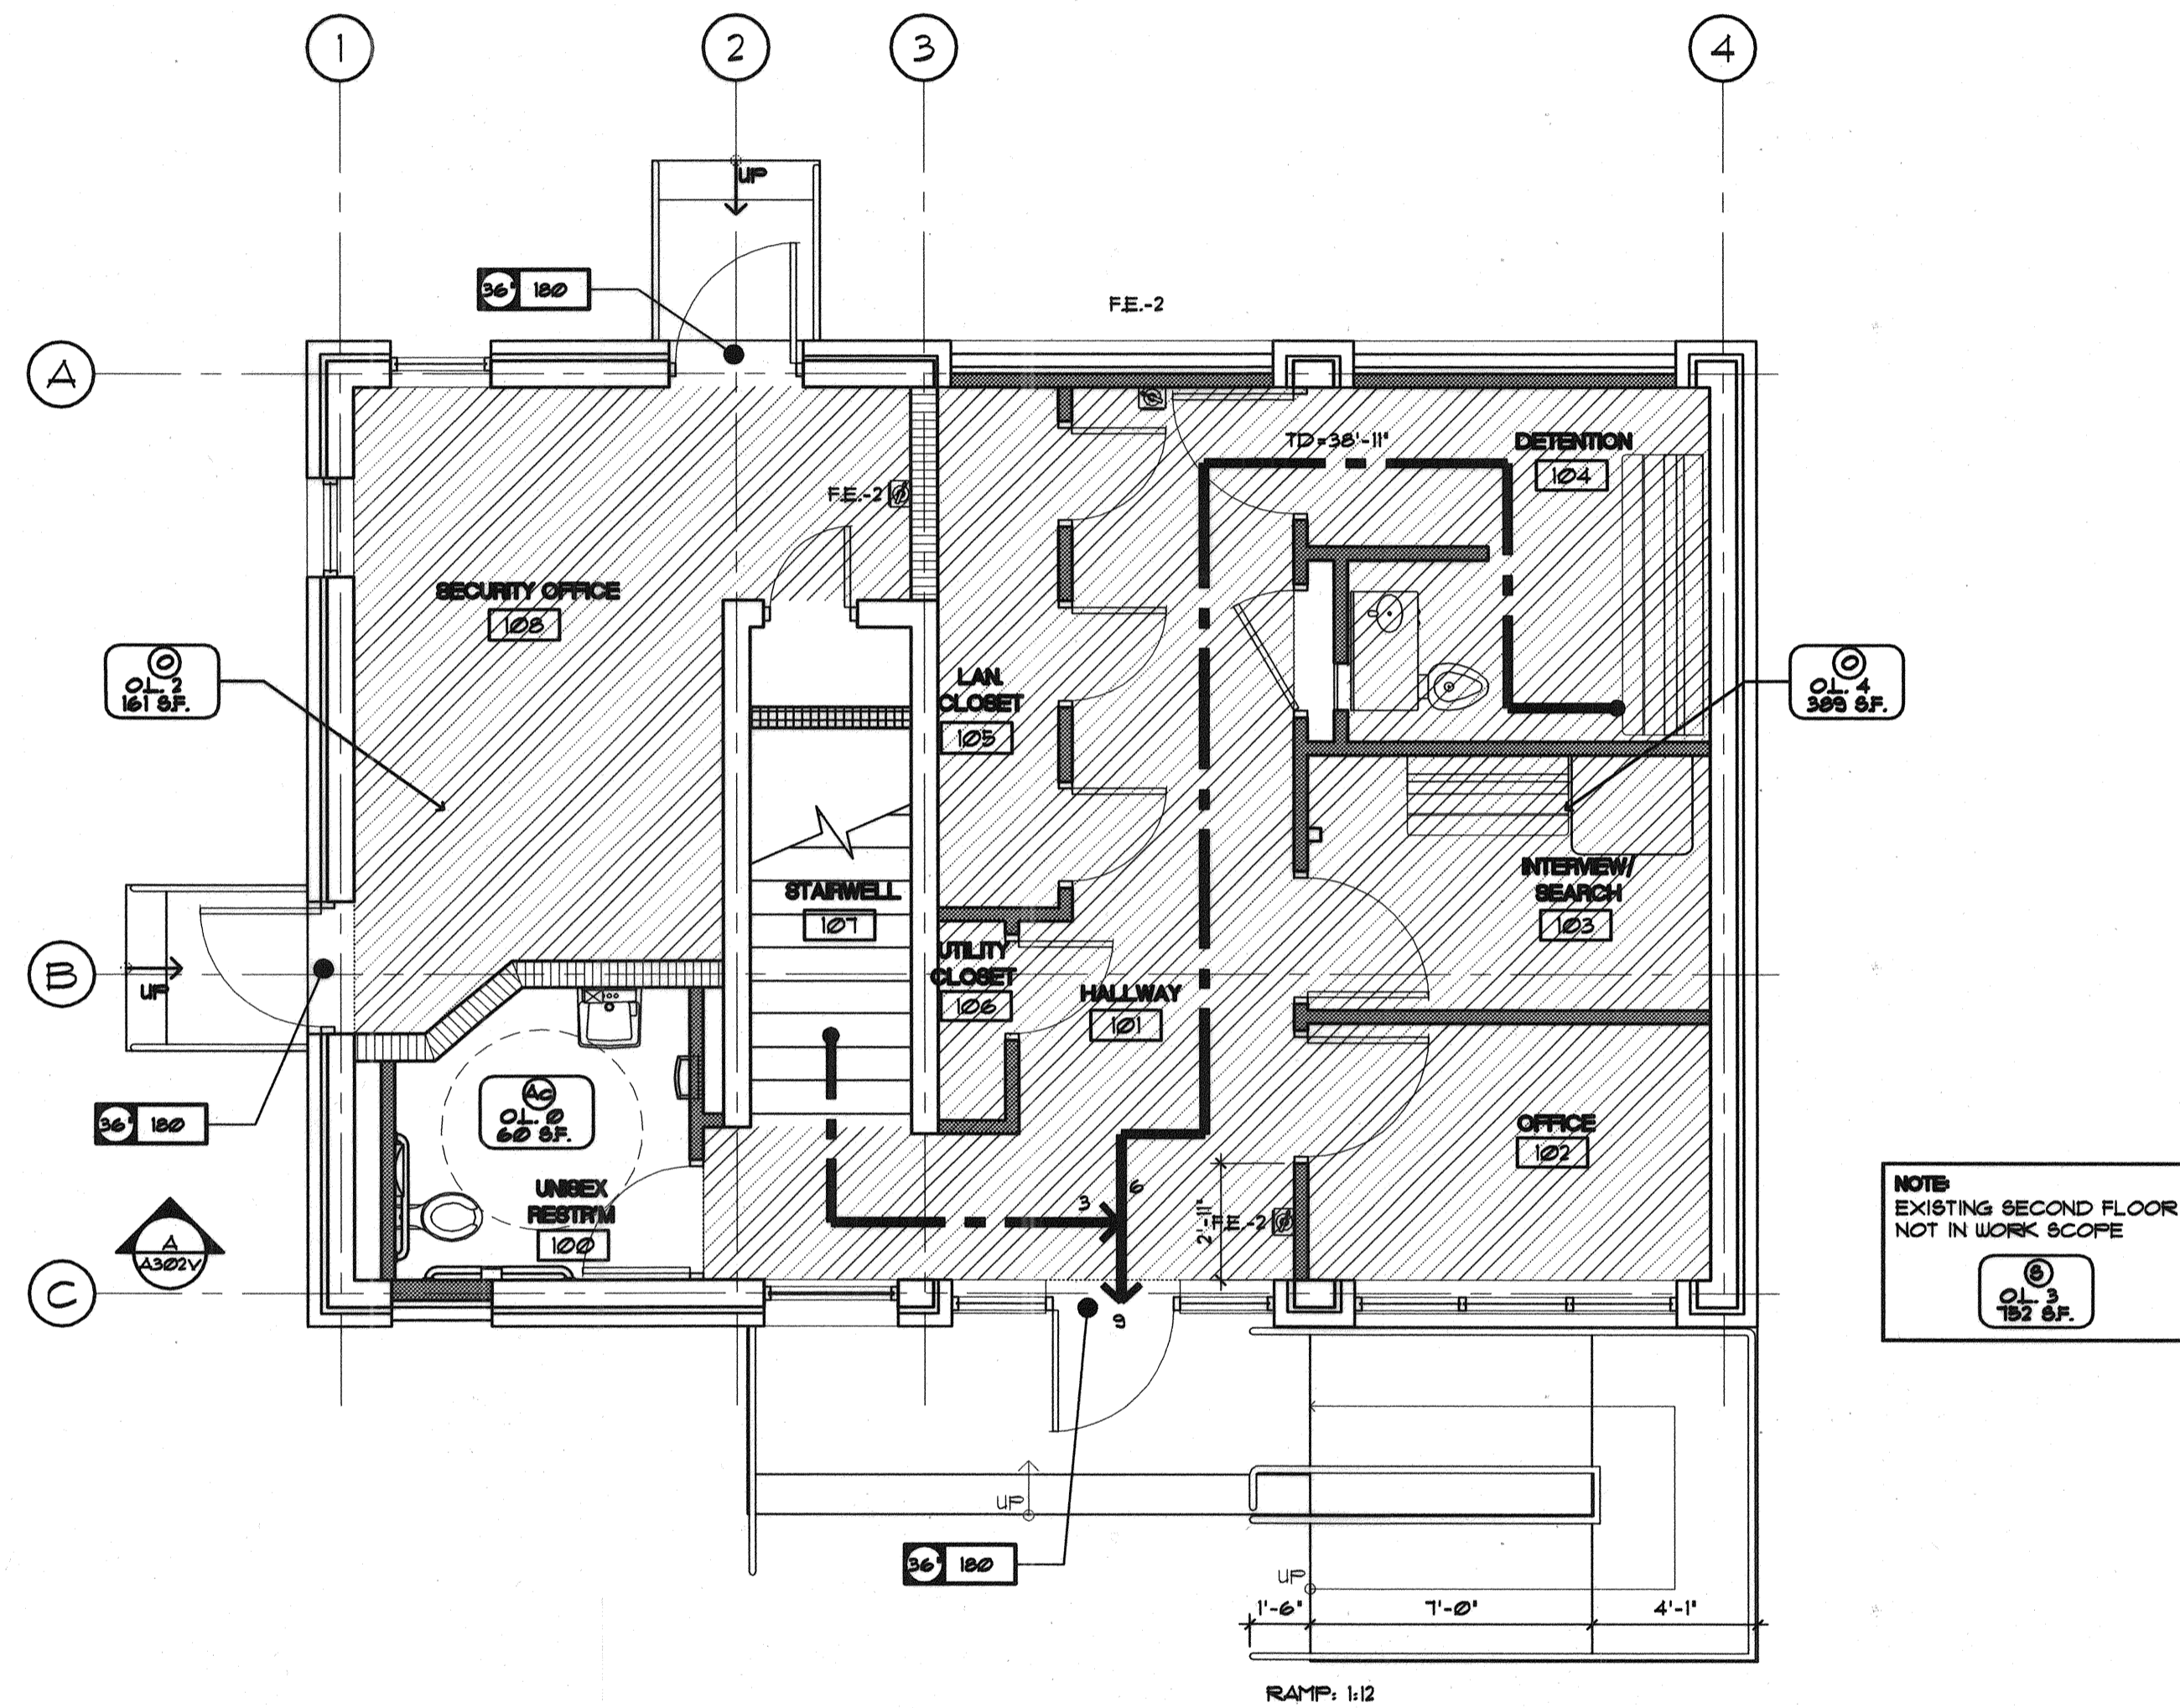 1
2
3
4
UP
36" 180
F.E.-2
A
TD=38'-11"
DETENTION
104
F.E.-2
SECURITY OFFICE
108
O
O.L. 2
161 S.F.
O
O.L. 4
389 S.F.
LAN.
CLOSET
105
INTERVIEW/
SEARCH
103
STAIRWELL
107
UTILITY
CLOSET
106
HALLWAY
101
B
UP
36" 180
AC
O.L. 0
60 S.F.
OFFICE
102
UNISEX
RESTR'M
100
3
6
2'-11"
F.E.-2
9
A
A302V
C
NOTE:
EXISTING SECOND FLOOR
NOT IN WORK SCOPE
S
O.L. 3
752 S.F.
UP
36" 180
UP
1'-6"
7'-0"
4'-1"
RAMP: 1:12